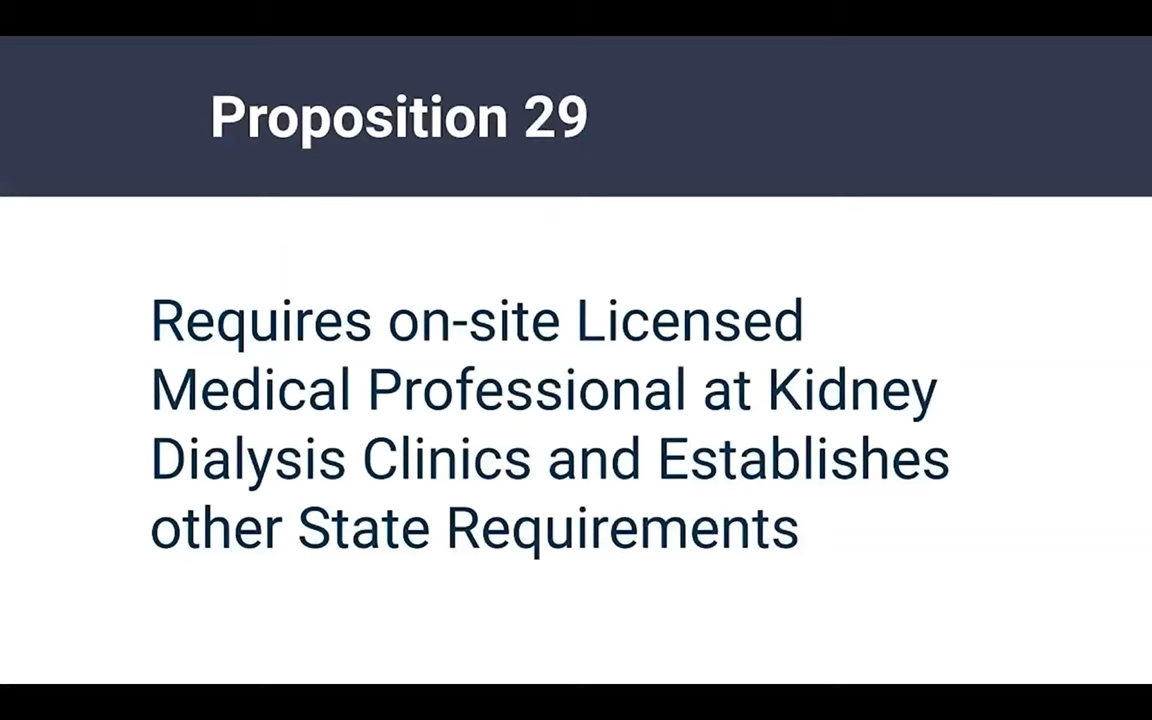 Proposition 29
Requires on-site Licensed
Medical Professional at Kidney
Dialysis Clinics and Establishes
other State Requirements